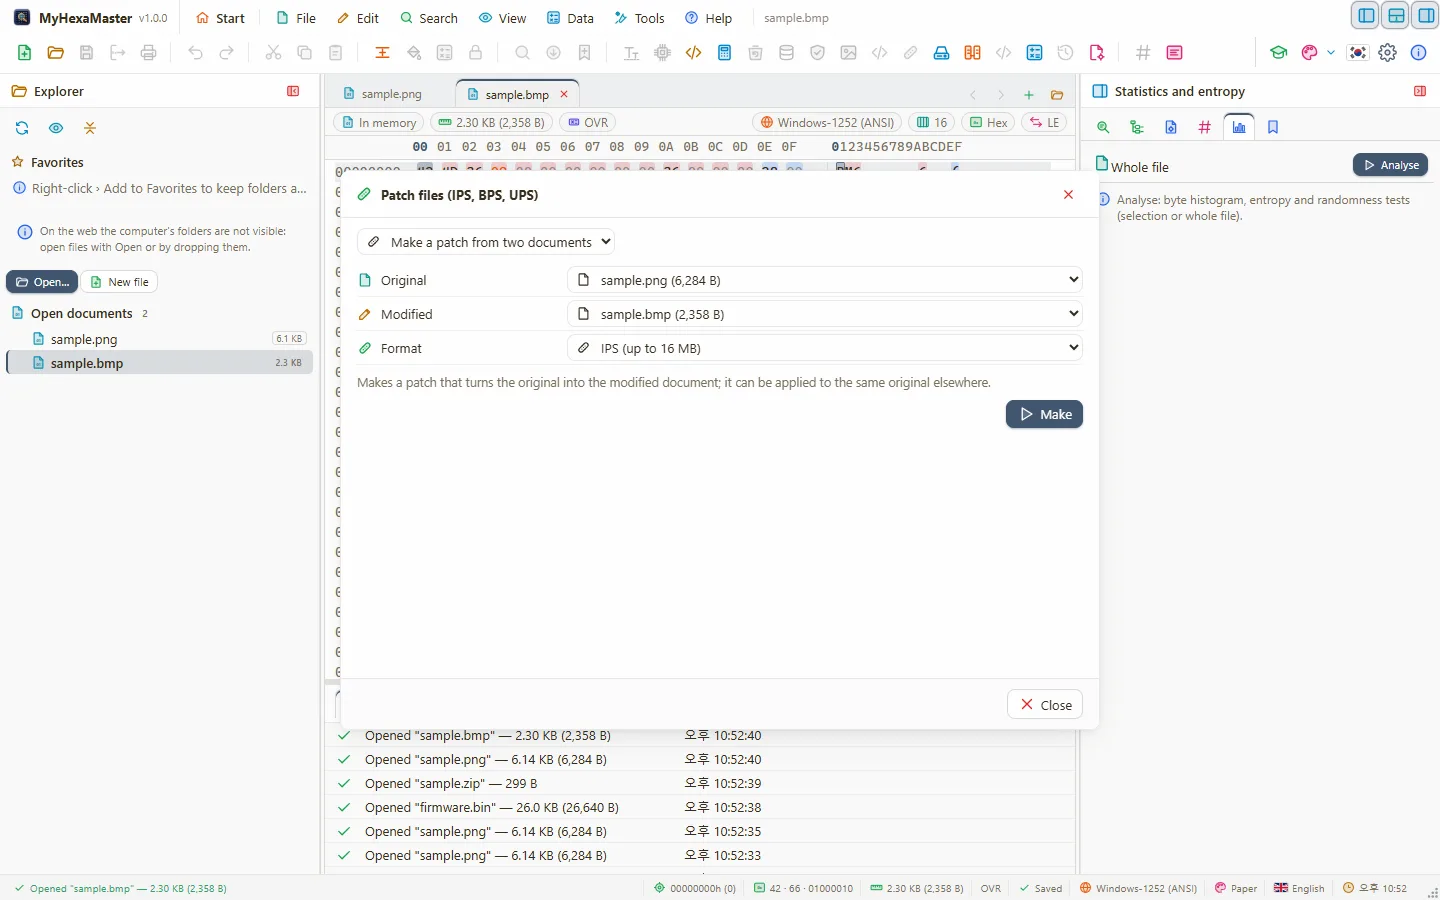 MyHexaMaster v1.0.0
Start File Edit Search View Data Tools Help sample.bmp
Explorer
Favorites
Right-click › Add to Favorites to keep folders a...
On the web the computer's folders are not visible:
open files with Open or by dropping them.
Open... New file
Open documents 2
sample.png 6.1 KB
sample.bmp 2.3 KB
sample.png sample.bmp
In memory 2.30 KB (2,358 B) OVR Windows-1252 (ANSI) 16 Hex LE
00 01 02 03 04 05 06 07 08 09 0A 0B 0C 0D 0E 0F 0123456789ABCDEF
Patch files (IPS, BPS, UPS)
Make a patch from two documents
Original sample.png (6,284 B)
Modified sample.bmp (2,358 B)
Format IPS (up to 16 MB)
Makes a patch that turns the original into the modified document; it can be applied to the same original elsewhere.
Make
Close
Opened "sample.bmp" — 2.30 KB (2,358 B) 오후 10:52:40
Opened "sample.png" — 6.14 KB (6,284 B) 오후 10:52:40
Opened "sample.zip" — 299 B 오후 10:52:39
Opened "firmware.bin" — 26.0 KB (26,640 B) 오후 10:52:38
Opened "sample.png" — 6.14 KB (6,284 B) 오후 10:52:35
Opened "sample.png" — 6.14 KB (6,284 B) 오후 10:52:33
Statistics and entropy
Whole file Analyse
Analyse: byte histogram, entropy and randomness tests
(selection or whole file).
Opened "sample.bmp" — 2.30 KB (2,358 B) 00000000h (0) 42 · 66 · 01000010 2.30 KB (2,358 B) OVR Saved Windows-1252 (ANSI) Paper English 오후 10:52